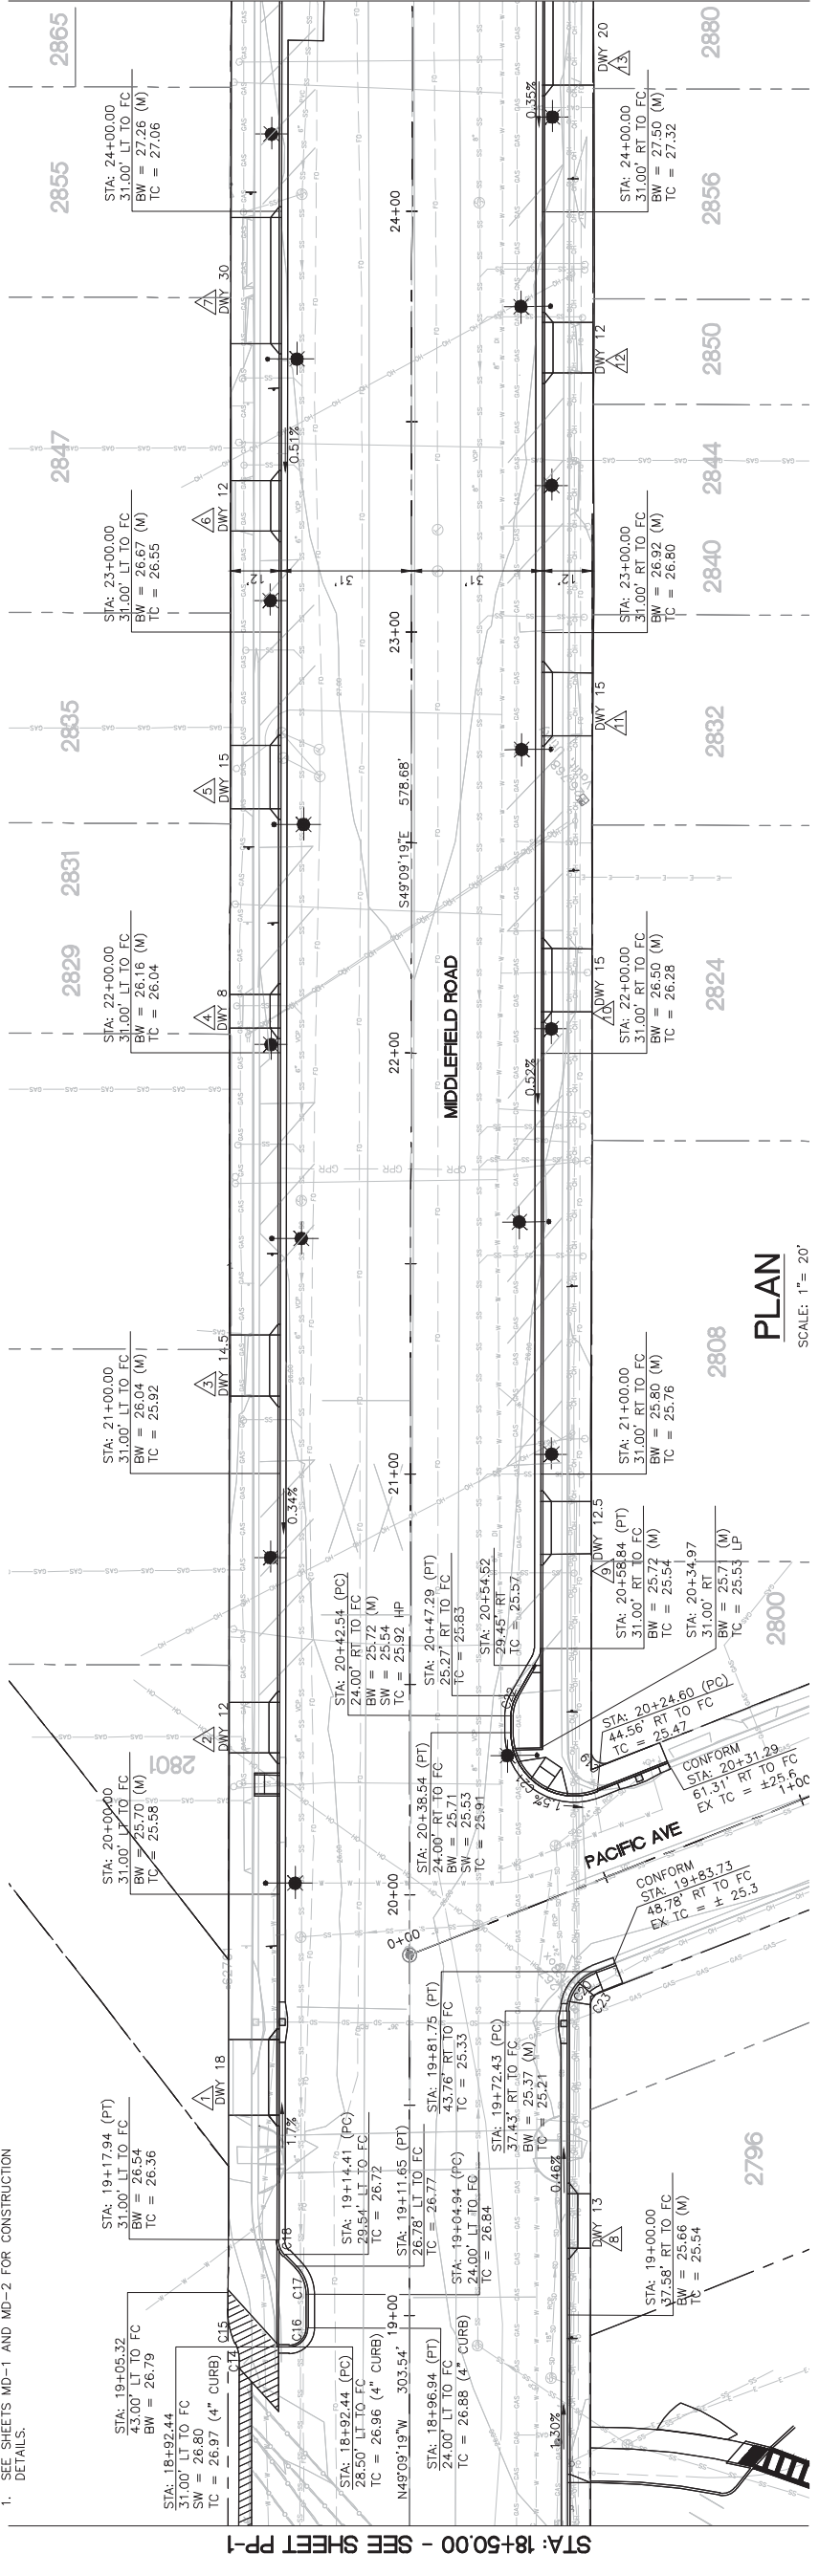 1. SEE SHEETS MD-1 AND MD-2 FOR CONSTRUCTION
DETAILS.
STA: 18+50.00 - SEE SHEET PP-1
STA: 19+05.32
43.00' LT TO FC
BW = 26.79
STA: 18+92.44
31.00' LT TO FC
SW = 26.80
TC = 26.97 (4" CURB)
STA: 18+92.44 (PC)
28.50' LT TO FC
TC = 26.96 (4" CURB)
N49°09'19"W 303.54'
STA: 18+96.94 (PT)
24.00' LT TO FC
TC = 26.88 (4" CURB)
C14
C15
C16
C17
C18
19+00
STA: 19+17.94 (PT)
31.00' LT TO FC
BW = 26.54
TC = 26.36
STA: 19+14.41 (PC)
29.54' LT TO FC
TC = 26.72
STA: 19+11.65 (PT)
26.78' LT TO FC
TC = 26.77
STA: 19+04.94 (PC)
24.00' LT TO FC
TC = 26.84
1
DWY 18
1.7%
STA: 19+00.00
37.58' RT TO FC
BW = 25.66 (M)
TC = 25.54
1.30%
DWY 13
8
0.46%
2796
STA: 19+81.75 (PT)
43.76' RT TO FC
TC = 25.33
STA: 19+72.43 (PC)
37.43' RT TO FC
BW = 25.37 (M)
TC = 25.21
C20
C23
CONFORM
STA: 19+83.73
48.78' RT TO FC
EX TC = ± 25.3
PACIFIC AVE
0+00
20+00
1+00
STA: 20+00.00
31.00' LT TO FC
BW = 25.70 (M)
TC = 25.58
2801
2
DWY 12
STA: 20+38.54 (PT)
24.00' RT TO FC
BW = 25.71
SW = 25.53
TC = 25.91
STA: 20+42.54 (PC)
24.00' RT TO FC
BW = 25.72 (M)
SW = 25.54
TC = 25.92 HP
STA: 20+47.29 (PT)
25.27' RT TO FC
TC = 25.83
STA: 20+54.52
29.45' RT
TC = 25.57
C21
C22
1.5%
STA: 20+24.60 (PC)
44.56' RT TO FC
TC = 25.47
CONFORM
STA: 20+31.29
61.31' RT TO FC
EX TC = ±25.6
STA: 20+58.84 (PT)
31.00' RT TO FC
BW = 25.72 (M)
TC = 25.54
STA: 20+34.97
31.00' RT
BW = 25.71 (M)
TC = 25.53 LP
2800
9
DWY 12.5
0.34%
21+00
STA: 21+00.00
31.00' LT TO FC
BW = 26.04 (M)
TC = 25.92
3
DWY 14.5
STA: 21+00.00
31.00' RT TO FC
BW = 25.80 (M)
TC = 25.76
2808
PLAN
SCALE: 1"= 20'
MIDDLEFIELD ROAD
22+00
STA: 22+00.00
31.00' LT TO FC
BW = 26.16 (M)
TC = 26.04
2829
4
DWY 8
0.52%
STA: 22+00.00
31.00' RT TO FC
BW = 26.50 (M)
TC = 26.28
10
DWY 15
2824
2831
S49°09'19"E 578.68'
2835
5
DWY 15
11
DWY 15
2832
23+00
STA: 23+00.00
31.00' LT TO FC
BW = 26.67 (M)
TC = 26.55
STA: 23+00.00
31.00' RT TO FC
BW = 26.92 (M)
TC = 26.80
2840
12'
31'
31'
12'
6
DWY 12
0.51%
2847
2844
7
DWY 30
DWY 12
12
2850
24+00
STA: 24+00.00
31.00' LT TO FC
BW = 27.26 (M)
TC = 27.06
2855
STA: 24+00.00
31.00' RT TO FC
BW = 27.50 (M)
TC = 27.32
2856
0.35%
DWY 20
13
2865
2880